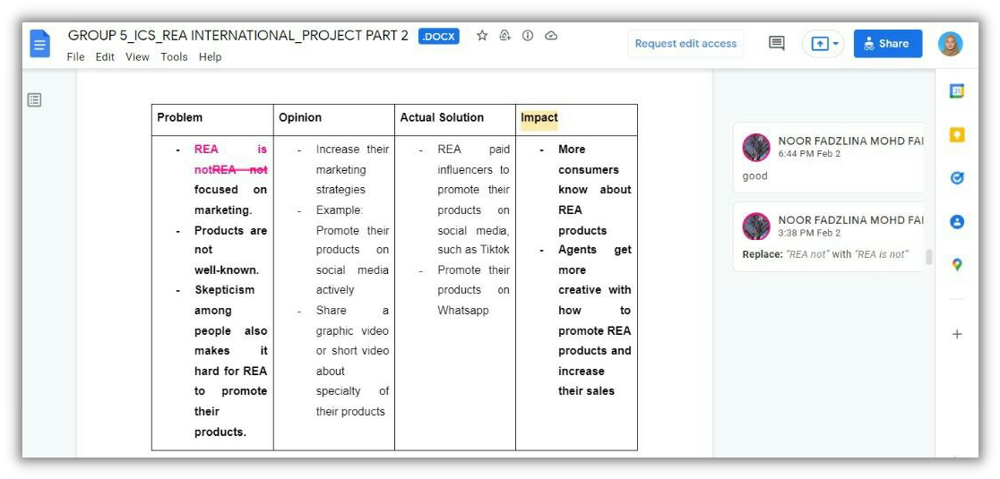 GROUP 5_ICS_REA INTERNATIONAL_PROJECT PART 2 .DOCX
File Edit View Tools Help
Request edit access
Share
Problem
- REA is
notREA not
focused on
marketing.
- Products are
not
well-known.
- Skepticism
among
people also
makes it
hard for REA
to promote
their
products.
Opinion
- Increase their
marketing
strategies
- Example:
Promote their
products on
social media
actively
- Share a
graphic video
or short video
about
specialty of
their products
Actual Solution
- REA paid
influencers to
promote their
products on
social media,
such as Tiktok
- Promote their
products on
Whatsapp
Impact
- More
consumers
know about
REA
products
- Agents get
more
creative with
how to
promote REA
products and
increase
their sales
NOOR FADZLINA MOHD FA
6:44 PM Feb 2
good
NOOR FADZLINA MOHD FA
3:38 PM Feb 2
Replace: "REA not" with "REA is not"
31